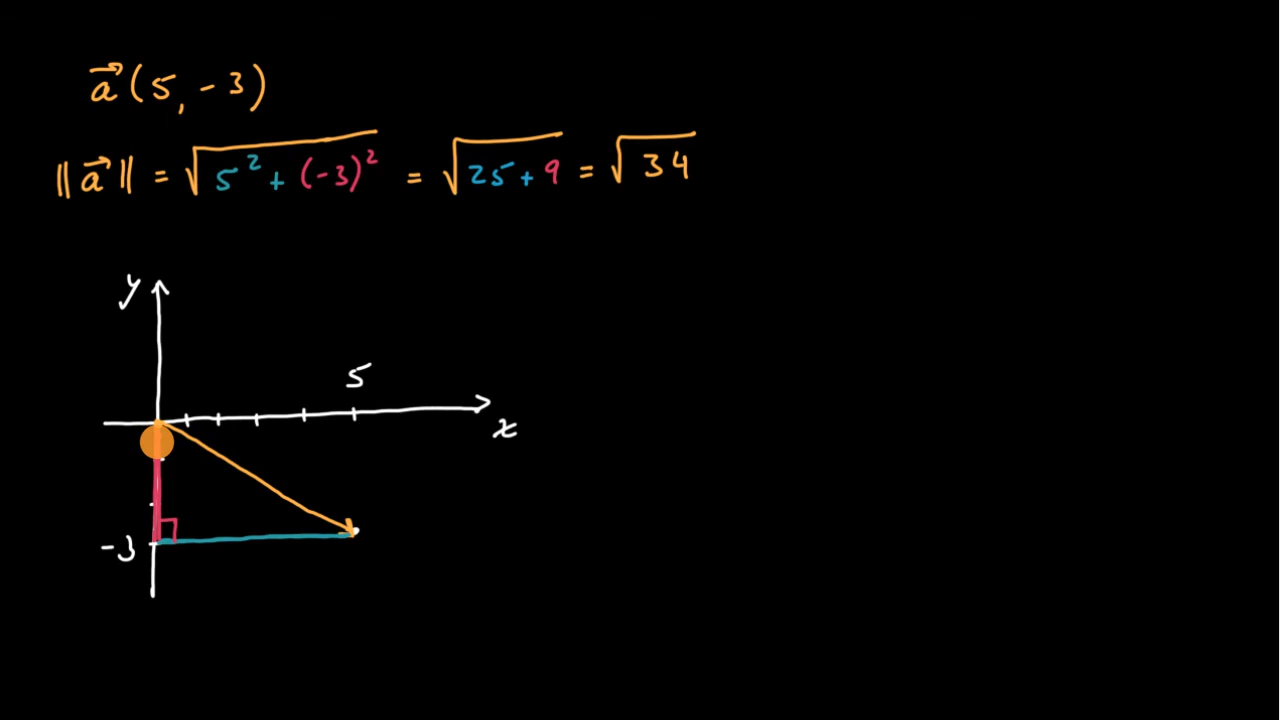 a⃗ (5, -3)
‖a⃗‖ = √(5² + (-3)²) = √(25 + 9) = √34
y
5
x
-3